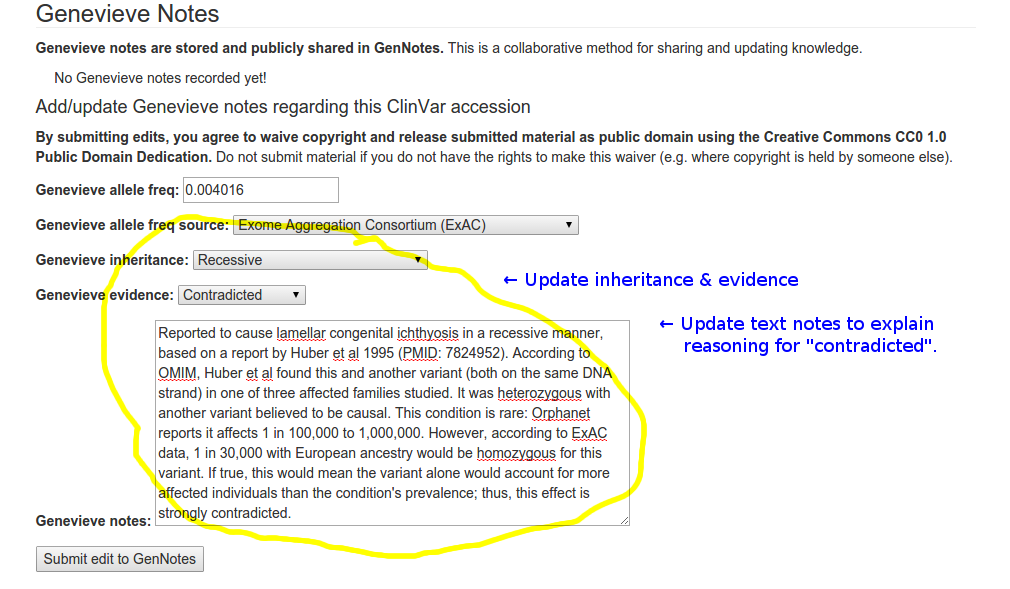 Genevieve Notes
Genevieve notes are stored and publicly shared in GenNotes. This is a collaborative method for sharing and updating knowledge.
No Genevieve notes recorded yet!
Add/update Genevieve notes regarding this ClinVar accession
By submitting edits, you agree to waive copyright and release submitted material as public domain using the Creative Commons CC0 1.0
Public Domain Dedication. Do not submit material if you do not have the rights to make this waiver (e.g. where copyright is held by someone else).
Genevieve allele freq: 0.004016
Genevieve allele freq source: Exome Aggregation Consortium (ExAC)
Genevieve inheritance: Recessive
← Update inheritance & evidence
Genevieve evidence: Contradicted
← Update text notes to explain
reasoning for "contradicted".
Reported to cause lamellar congenital ichthyosis in a recessive manner,
based on a report by Huber et al 1995 (PMID: 7824952). According to
OMIM, Huber et al found this and another variant (both on the same DNA
strand) in one of three affected families studied. It was heterozygous with
another variant believed to be causal. This condition is rare: Orphanet
reports it affects 1 in 100,000 to 1,000,000. However, according to ExAC
data, 1 in 30,000 with European ancestry would be homozygous for this
variant. If true, this would mean the variant alone would account for more
affected individuals than the condition's prevalence; thus, this effect is
strongly contradicted.
Genevieve notes:
Submit edit to GenNotes